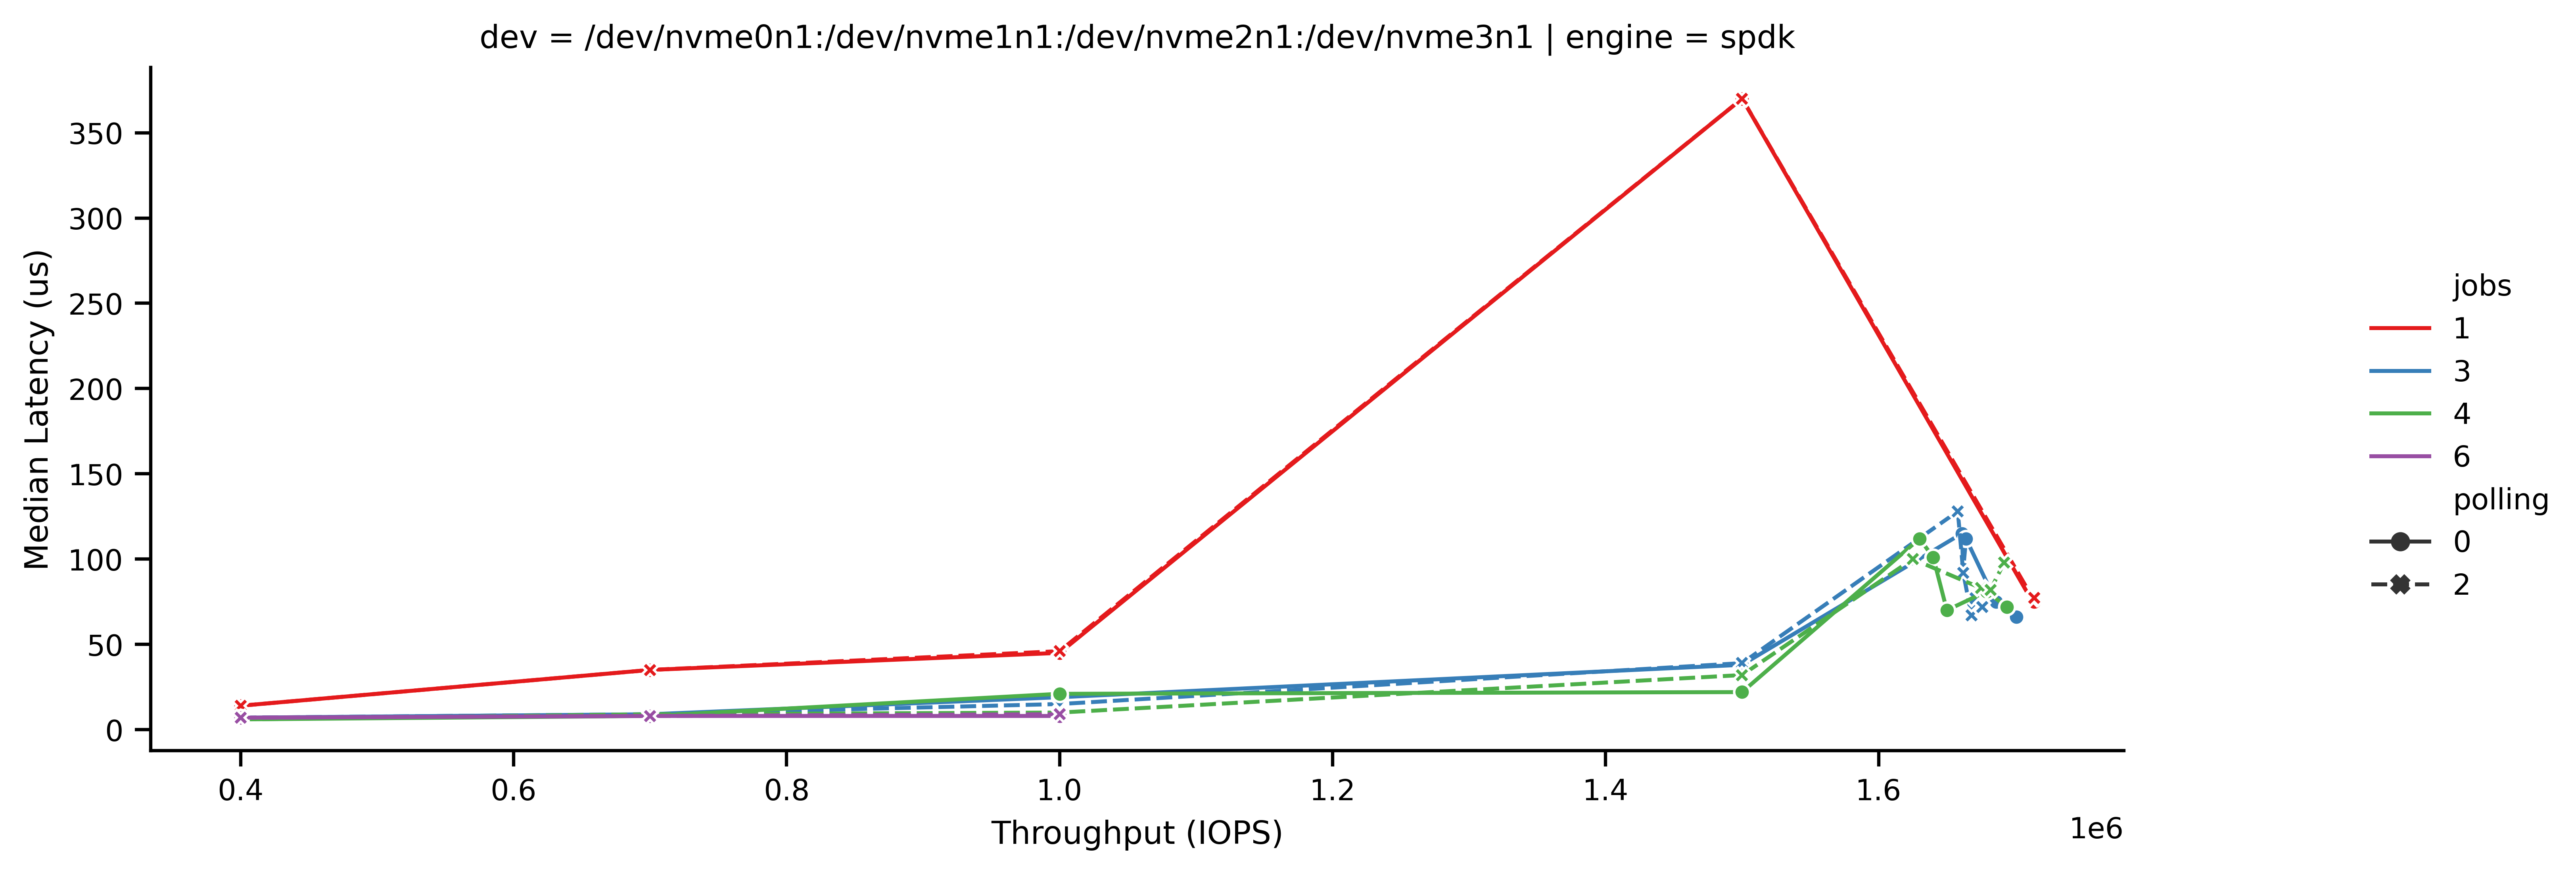 dev = /dev/nvme0n1:/dev/nvme1n1:/dev/nvme2n1:/dev/nvme3n1 | engine = spdk
Median Latency (us)
350
300
250
200
150
100
50
0
0.4 0.6 0.8 1.0 1.2 1.4 1.6
1e6
Throughput (IOPS)
jobs
1
3
4
6
polling
0
2